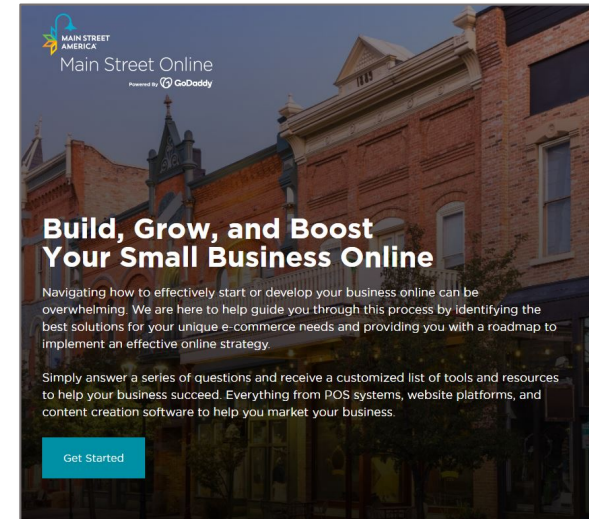 MAIN STREET
AMERICA
Main Street Online
Powered By GoDaddy
1889
Build, Grow, and Boost
Your Small Business Online
Navigating how to effectively start or develop your business online can be
overwhelming. We are here to help guide you through this process by identifying the
best solutions for your unique e-commerce needs and providing you with a roadmap to
implement an effective online strategy.
Simply answer a series of questions and receive a customized list of tools and resources
to help your business succeed. Everything from POS systems, website platforms, and
content creation software to help you market your business.
Get Started